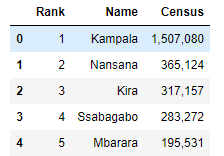 Rank Name Census
0 1 Kampala 1,507,080
1 2 Nansana 365,124
2 3 Kira 317,157
3 4 Ssabagabo 283,272
4 5 Mbarara 195,531